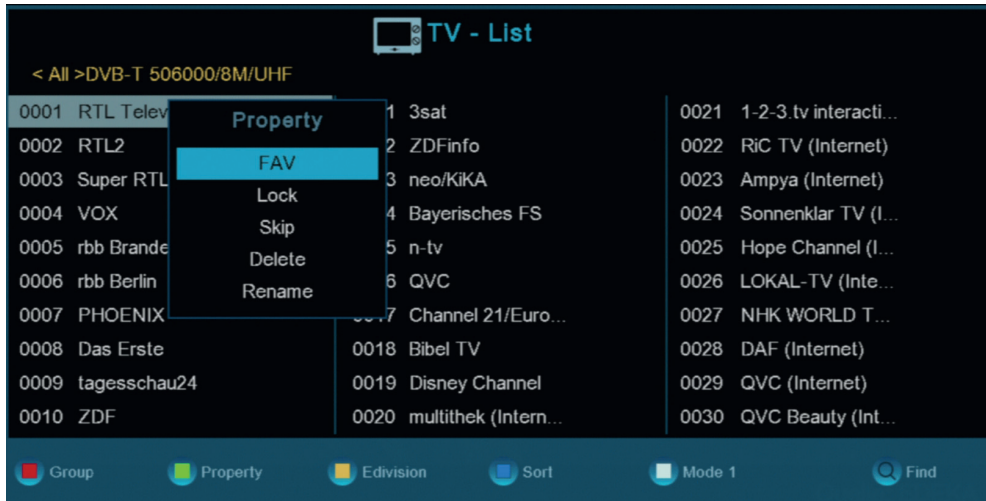 TV - List
< All >DVB-T 506000/8M/UHF
0001 RTL Telev
0002 RTL2
0003 Super RTL
0004 VOX
0005 rbb Brande
0006 rbb Berlin
0007 PHOENIX
0008 Das Erste
0009 tagesschau24
0010 ZDF
Property
FAV
Lock
Skip
Delete
Rename
1 3sat
2 ZDFinfo
3 neo/KiKA
4 Bayerisches FS
5 n-tv
6 QVC
7 Channel 21/Euro...
0018 Bibel TV
0019 Disney Channel
0020 multithek (Intern...
0021 1-2-3.tv interacti...
0022 RiC TV (Internet)
0023 Ampya (Internet)
0024 Sonnenklar TV (I...
0025 Hope Channel (I...
0026 LOKAL-TV (Inte...
0027 NHK WORLD T...
0028 DAF (Internet)
0029 QVC (Internet)
0030 QVC Beauty (Int...
Group Property Edivision Sort Mode 1 Find